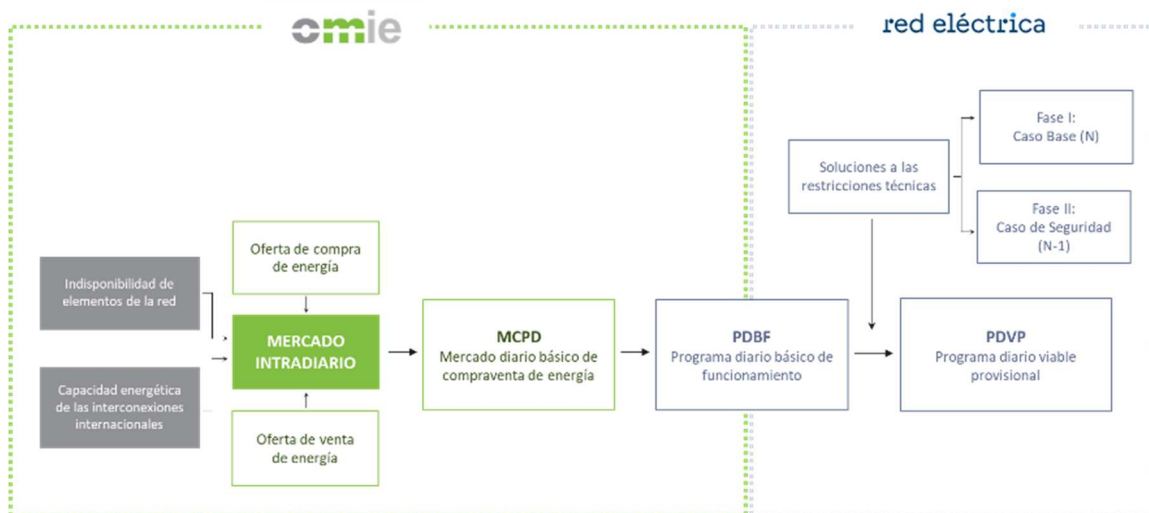 omie
red eléctrica
Fase I:
Caso Base (N)
Soluciones a las
restricciones técnicas
Fase II:
Caso de Seguridad
(N-1)
Oferta de compra
de energía
Indisponibilidad de
elementos de la red
MERCADO
INTRADIARIO
MCPD
Mercado diario básico de
compraventa de energía
PDBF
Programa diario básico de
funcionamiento
PDVP
Programa diario viable
provisional
Capacidad energética
de las interconexiones
internacionales
Oferta de venta
de energía